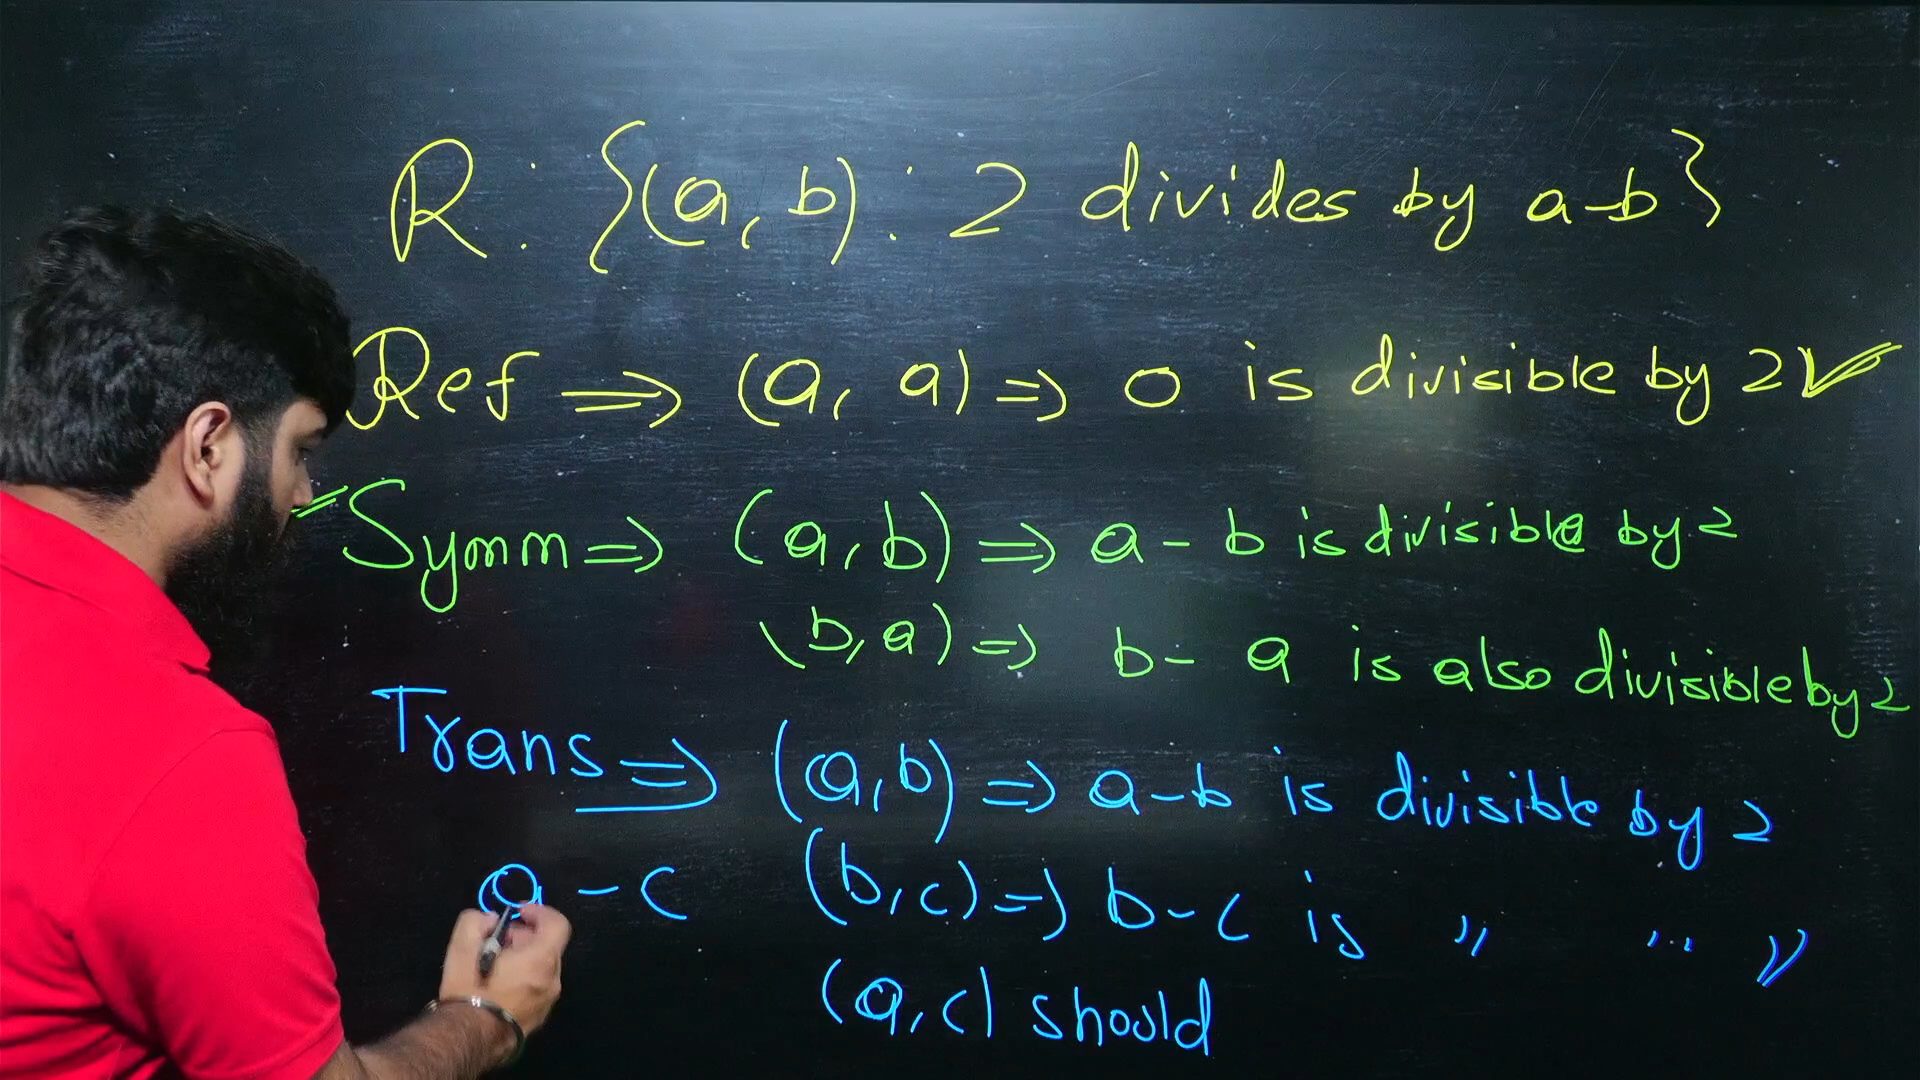 R : {(a, b) : 2 divides by a-b}
Ref ⟹ (a, a) ⟹ 0 is divisible by 2 ✓
Symm ⟹ (a, b) ⟹ a - b is divisible by 2
(b, a) ⟹ b - a is also divisible by 2
Trans ⟹ (a, b) ⟹ a - b is divisible by 2
a - c (b, c) ⟹ b - c is " " "
(a, c) should